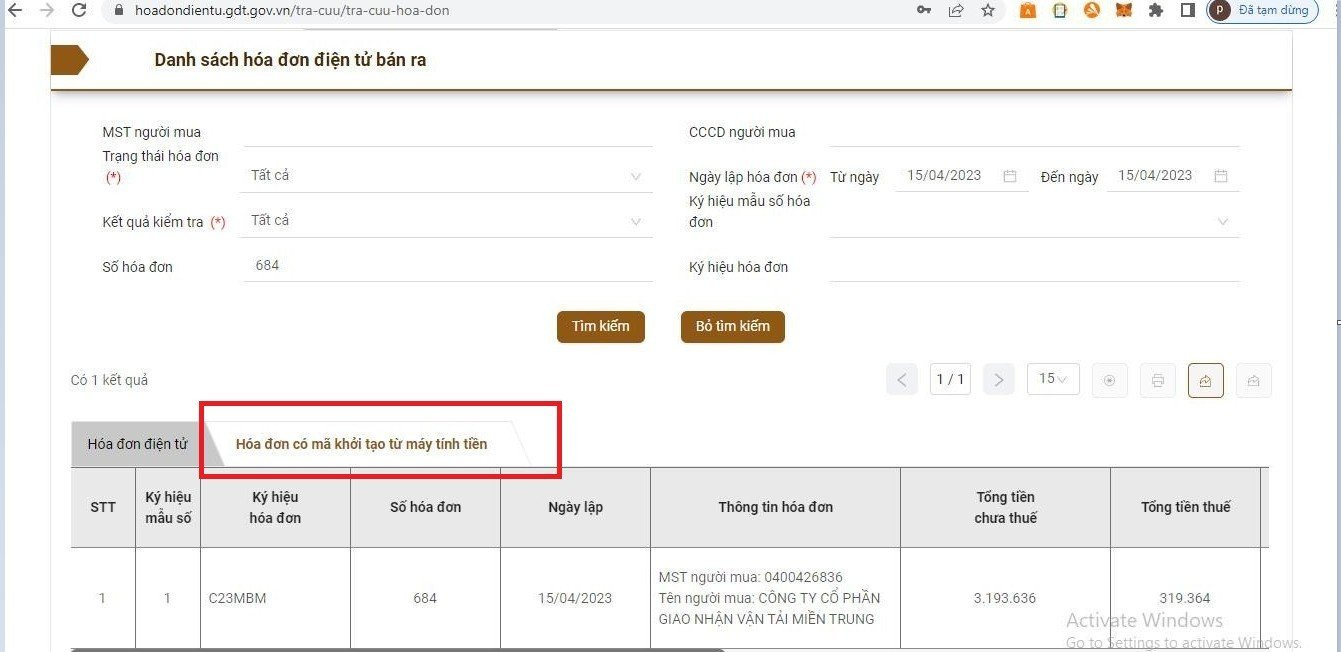 hoadondientu.gdt.gov.vn/tra-cuu/tra-cuu-hoa-don
P
Đã tạm dừng
Danh sách hóa đơn điện tử bán ra
MST người mua
CCCD người mua
Trạng thái hóa đơn
(*)
Tất cả
Ngày lập hóa đơn (*) Từ ngày 15/04/2023 Đến ngày 15/04/2023
Kết quả kiểm tra (*) Tất cả
Ký hiệu mẫu số hóa
đơn
Số hóa đơn 684
Ký hiệu hóa đơn
Tìm kiếm Bỏ tìm kiếm
Có 1 kết quả
< 1 / 1 > 15
Hóa đơn điện tử Hóa đơn có mã khởi tạo từ máy tính tiền
STT
Ký hiệu
mẫu số
Ký hiệu
hóa đơn
Số hóa đơn
Ngày lập
Thông tin hóa đơn
Tổng tiền
chưa thuế
Tổng tiền thuế
1
1
C23MBM
684
15/04/2023
MST người mua: 0400426836
Tên người mua: CÔNG TY CỔ PHẦN
GIAO NHẬN VẬN TẢI MIỀN TRUNG
3.193.636
319.364
Activate Windows
Go to Settings to activate Windows.